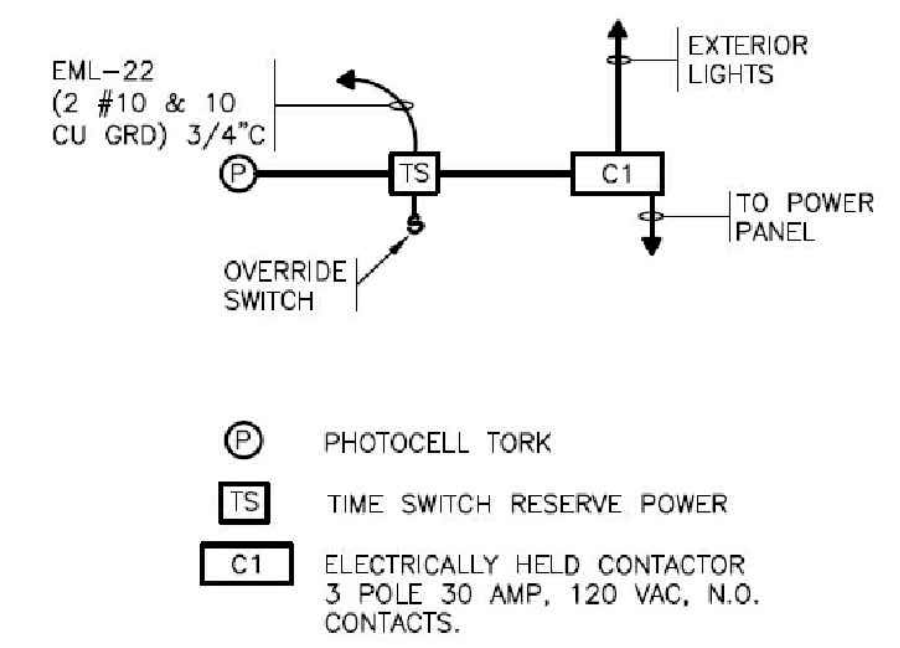 EML-22
(2 #10 & 10
CU GRD) 3/4"C
EXTERIOR
LIGHTS
P
TS
C1
S
TO POWER
PANEL
OVERRIDE
SWITCH
P PHOTOCELL TORK
TS TIME SWITCH RESERVE POWER
C1 ELECTRICALLY HELD CONTACTOR
3 POLE 30 AMP, 120 VAC, N.O.
CONTACTS.